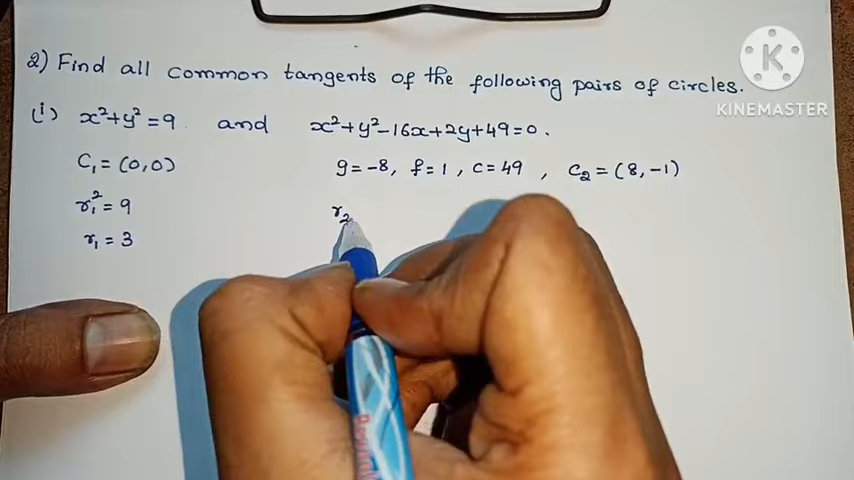 2) Find all common tangents of the following pairs of circles.
(i) x²+y²=9 and x²+y²-16x+2y+49=0.
C₁=(0,0) g=-8, f=1, c=49, C₂=(8,-1)
r₁²=9 r₂
r₁=3
K
KINEMASTER